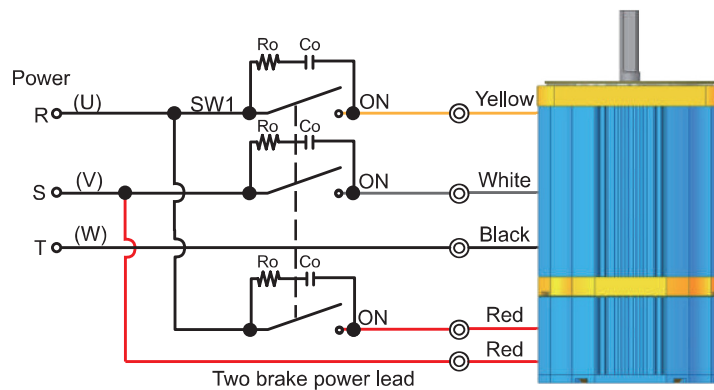 Ro Co
Power
R (U) SW1 ON Yellow
Ro Co
S (V) ON White
T (W) Black
Ro Co
ON Red
Red
Two brake power lead